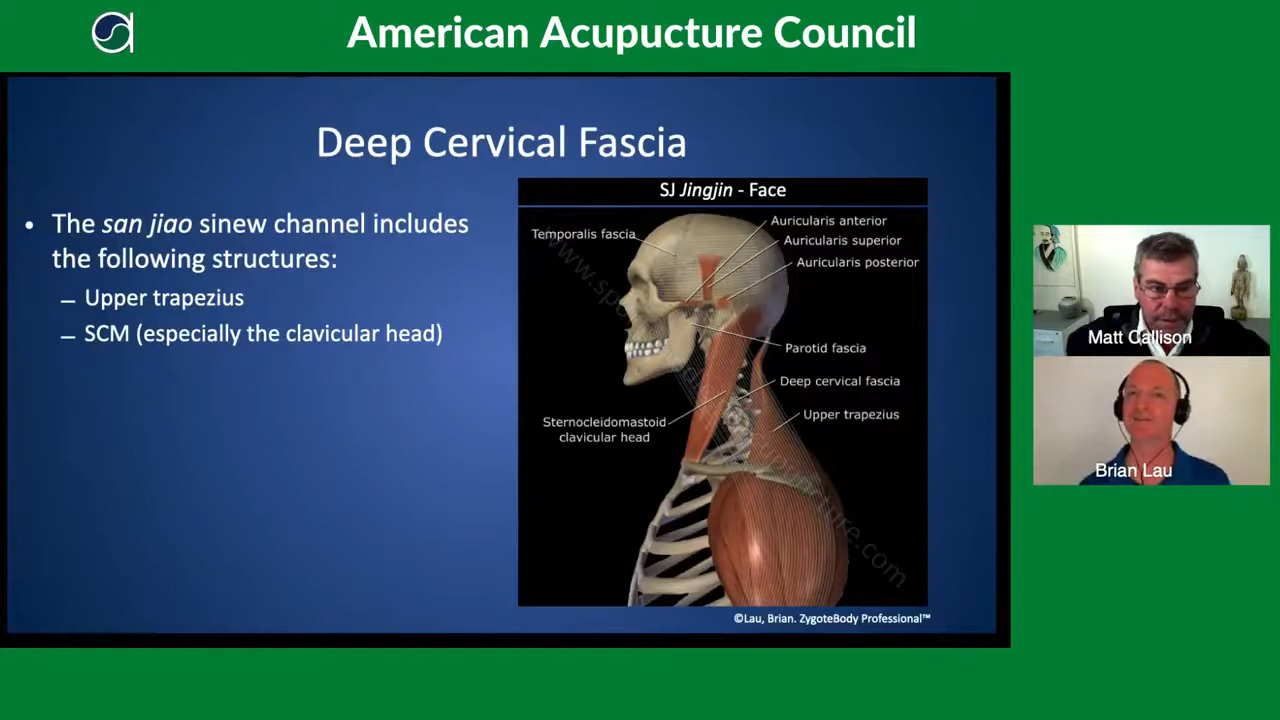 American Acupucture Council
Deep Cervical Fascia
• The san jiao sinew channel includes
the following structures:
– Upper trapezius
– SCM (especially the clavicular head)
SJ Jingjin - Face
Auricularis anterior
Temporalis fascia
Auricularis superior
Auricularis posterior
Parotid fascia
Deep cervical fascia
Upper trapezius
Sternocleidomastoid
clavicular head
©Lau, Brian. ZygoteBody Professional™
Matt Callison
Brian Lau